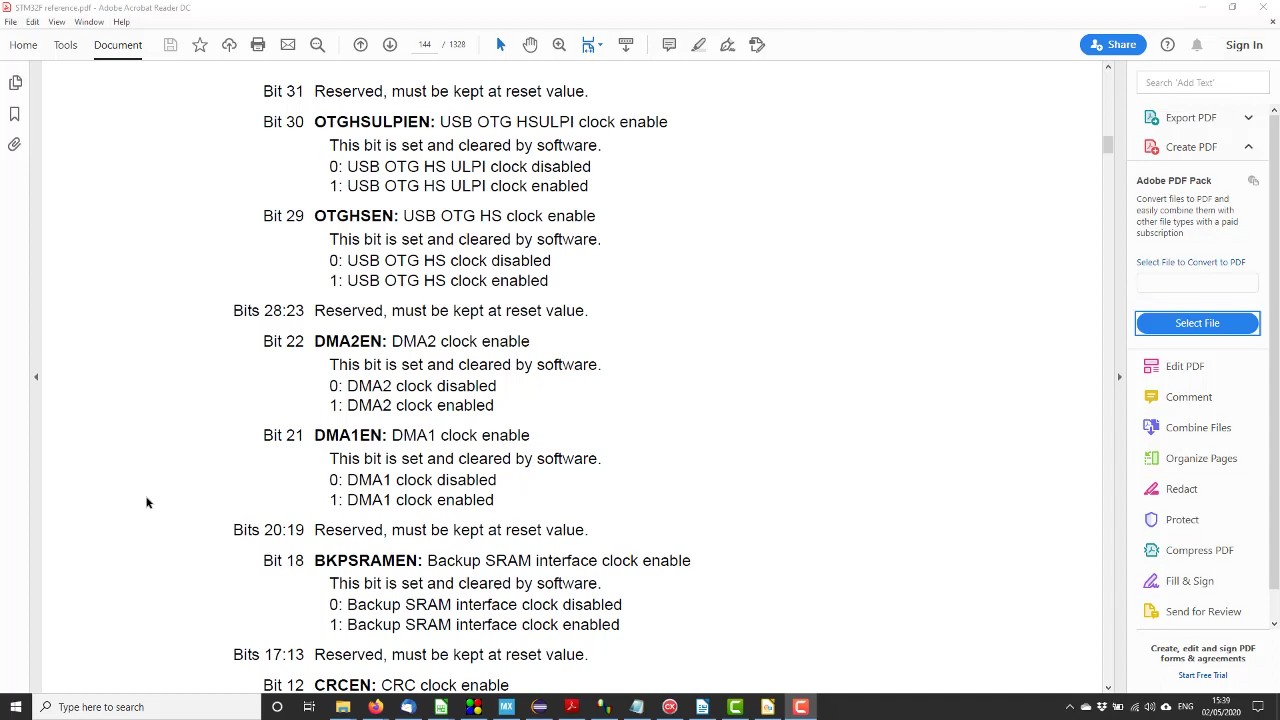 STM32F reference.pdf - Adobe Acrobat Reader DC
File Edit View Window Help
Home Tools Document 144 / 1328 Share Sign In
Bit 31 Reserved, must be kept at reset value.
Bit 30 OTGHSULPIEN: USB OTG HSULPI clock enable
This bit is set and cleared by software.
0: USB OTG HS ULPI clock disabled
1: USB OTG HS ULPI clock enabled
Bit 29 OTGHSEN: USB OTG HS clock enable
This bit is set and cleared by software.
0: USB OTG HS clock disabled
1: USB OTG HS clock enabled
Bits 28:23 Reserved, must be kept at reset value.
Bit 22 DMA2EN: DMA2 clock enable
This bit is set and cleared by software.
0: DMA2 clock disabled
1: DMA2 clock enabled
Bit 21 DMA1EN: DMA1 clock enable
This bit is set and cleared by software.
0: DMA1 clock disabled
1: DMA1 clock enabled
Bits 20:19 Reserved, must be kept at reset value.
Bit 18 BKPSRAMEN: Backup SRAM interface clock enable
This bit is set and cleared by software.
0: Backup SRAM interface clock disabled
1: Backup SRAM interface clock enabled
Bits 17:13 Reserved, must be kept at reset value.
Bit 12 CRCEN: CRC clock enable
Search 'Add Text'
Export PDF
Create PDF
Adobe PDF Pack
Convert files to PDF and
easily combine them with
other file types with a paid
subscription
Select File to Convert to PDF
Select File
Edit PDF
Comment
Combine Files
Organize Pages
Redact
Protect
Compress PDF
Fill & Sign
Send for Review
Create, edit and sign PDF
forms & agreements
Start Free Trial
Type here to search
MX
CX
C
C
ENG
15:39
02/05/2020